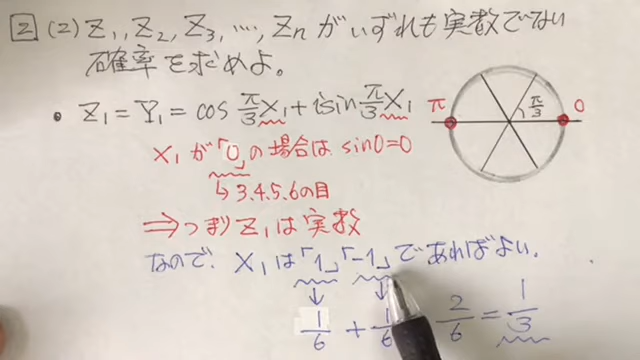 2 (2) Z1, Z2, Z3, ..., Zn がいずれも実数でない
確率を求めよ。
• Z1 = Y1 = cos π/3 X1 + i sin π/3 X1
X1 が「0」の場合は sin0=0
↳ 3.4.5.6の目
⟹ つまり Z1 は 実数
なので、X1 は「1」「-1」であればよい.
↓ ↓
1/6 + 1/6 2/6 = 1/3
π π/3 0